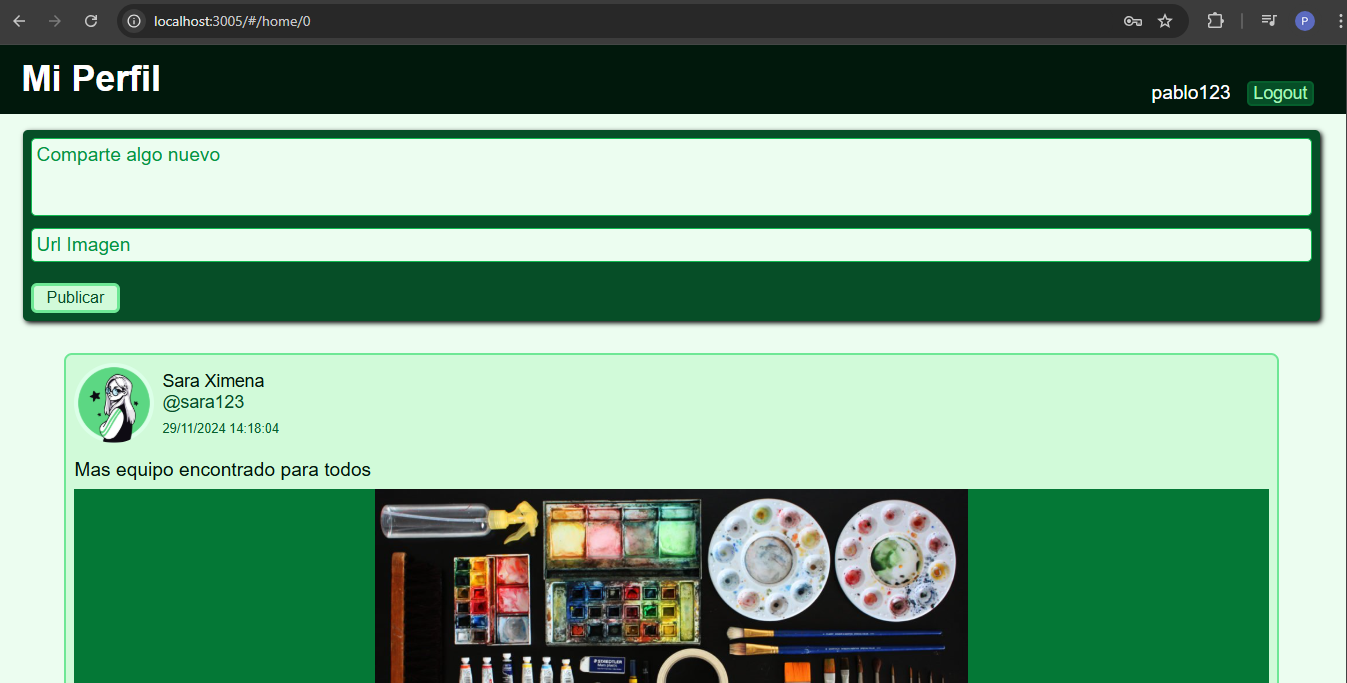 localhost:3005/#/home/0
P
Mi Perfil
pablo123 Logout
Comparte algo nuevo
Url Imagen
Publicar
Sara Ximena
@sara123
29/11/2024 14:18:04
Mas equipo encontrado para todos
STAEDTLER